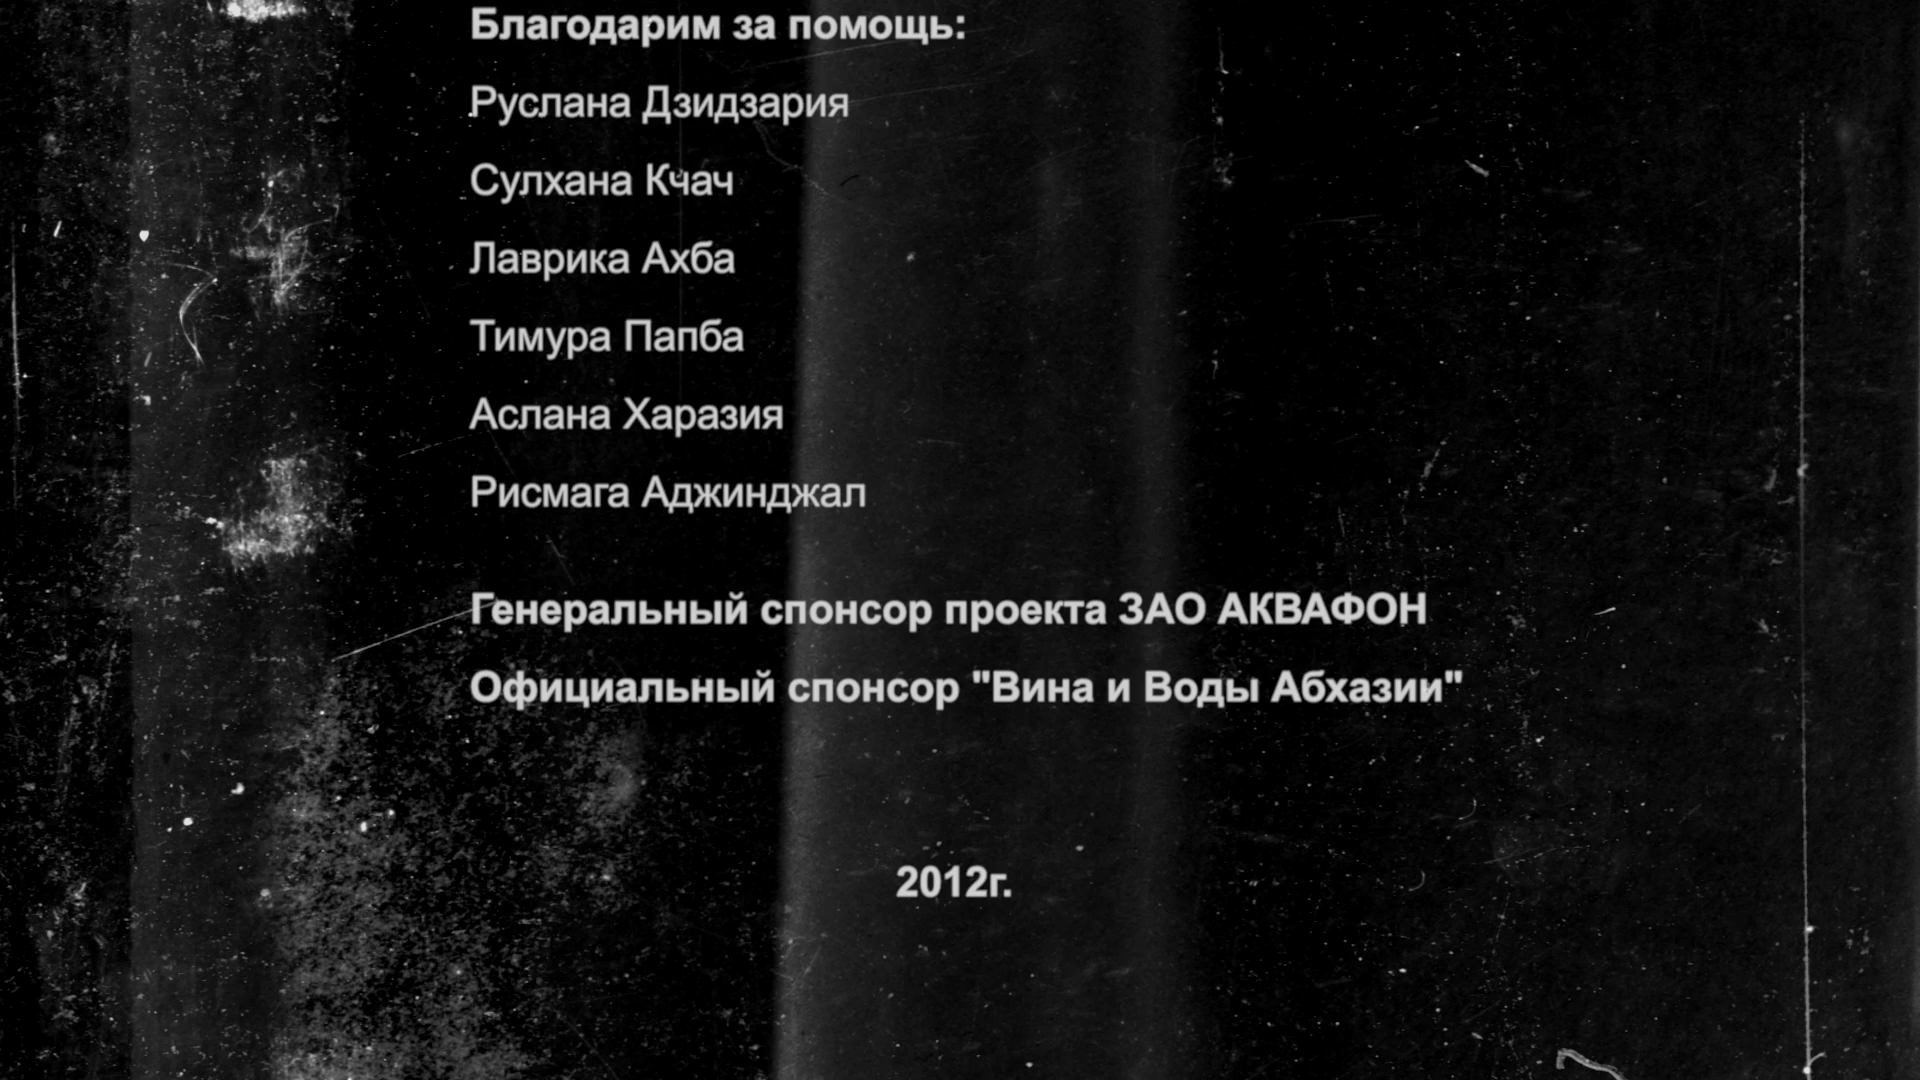 Благодарим за помощь:
Руслана Дзидзария
Сулхана Кчач
Лаврика Ахба
Тимура Папба
Аслана Харазия
Рисмага Аджинджал
Генеральный спонсор проекта ЗАО АКВАФОН
Официальный спонсор "Вина и Воды Абхазии"
2012г.